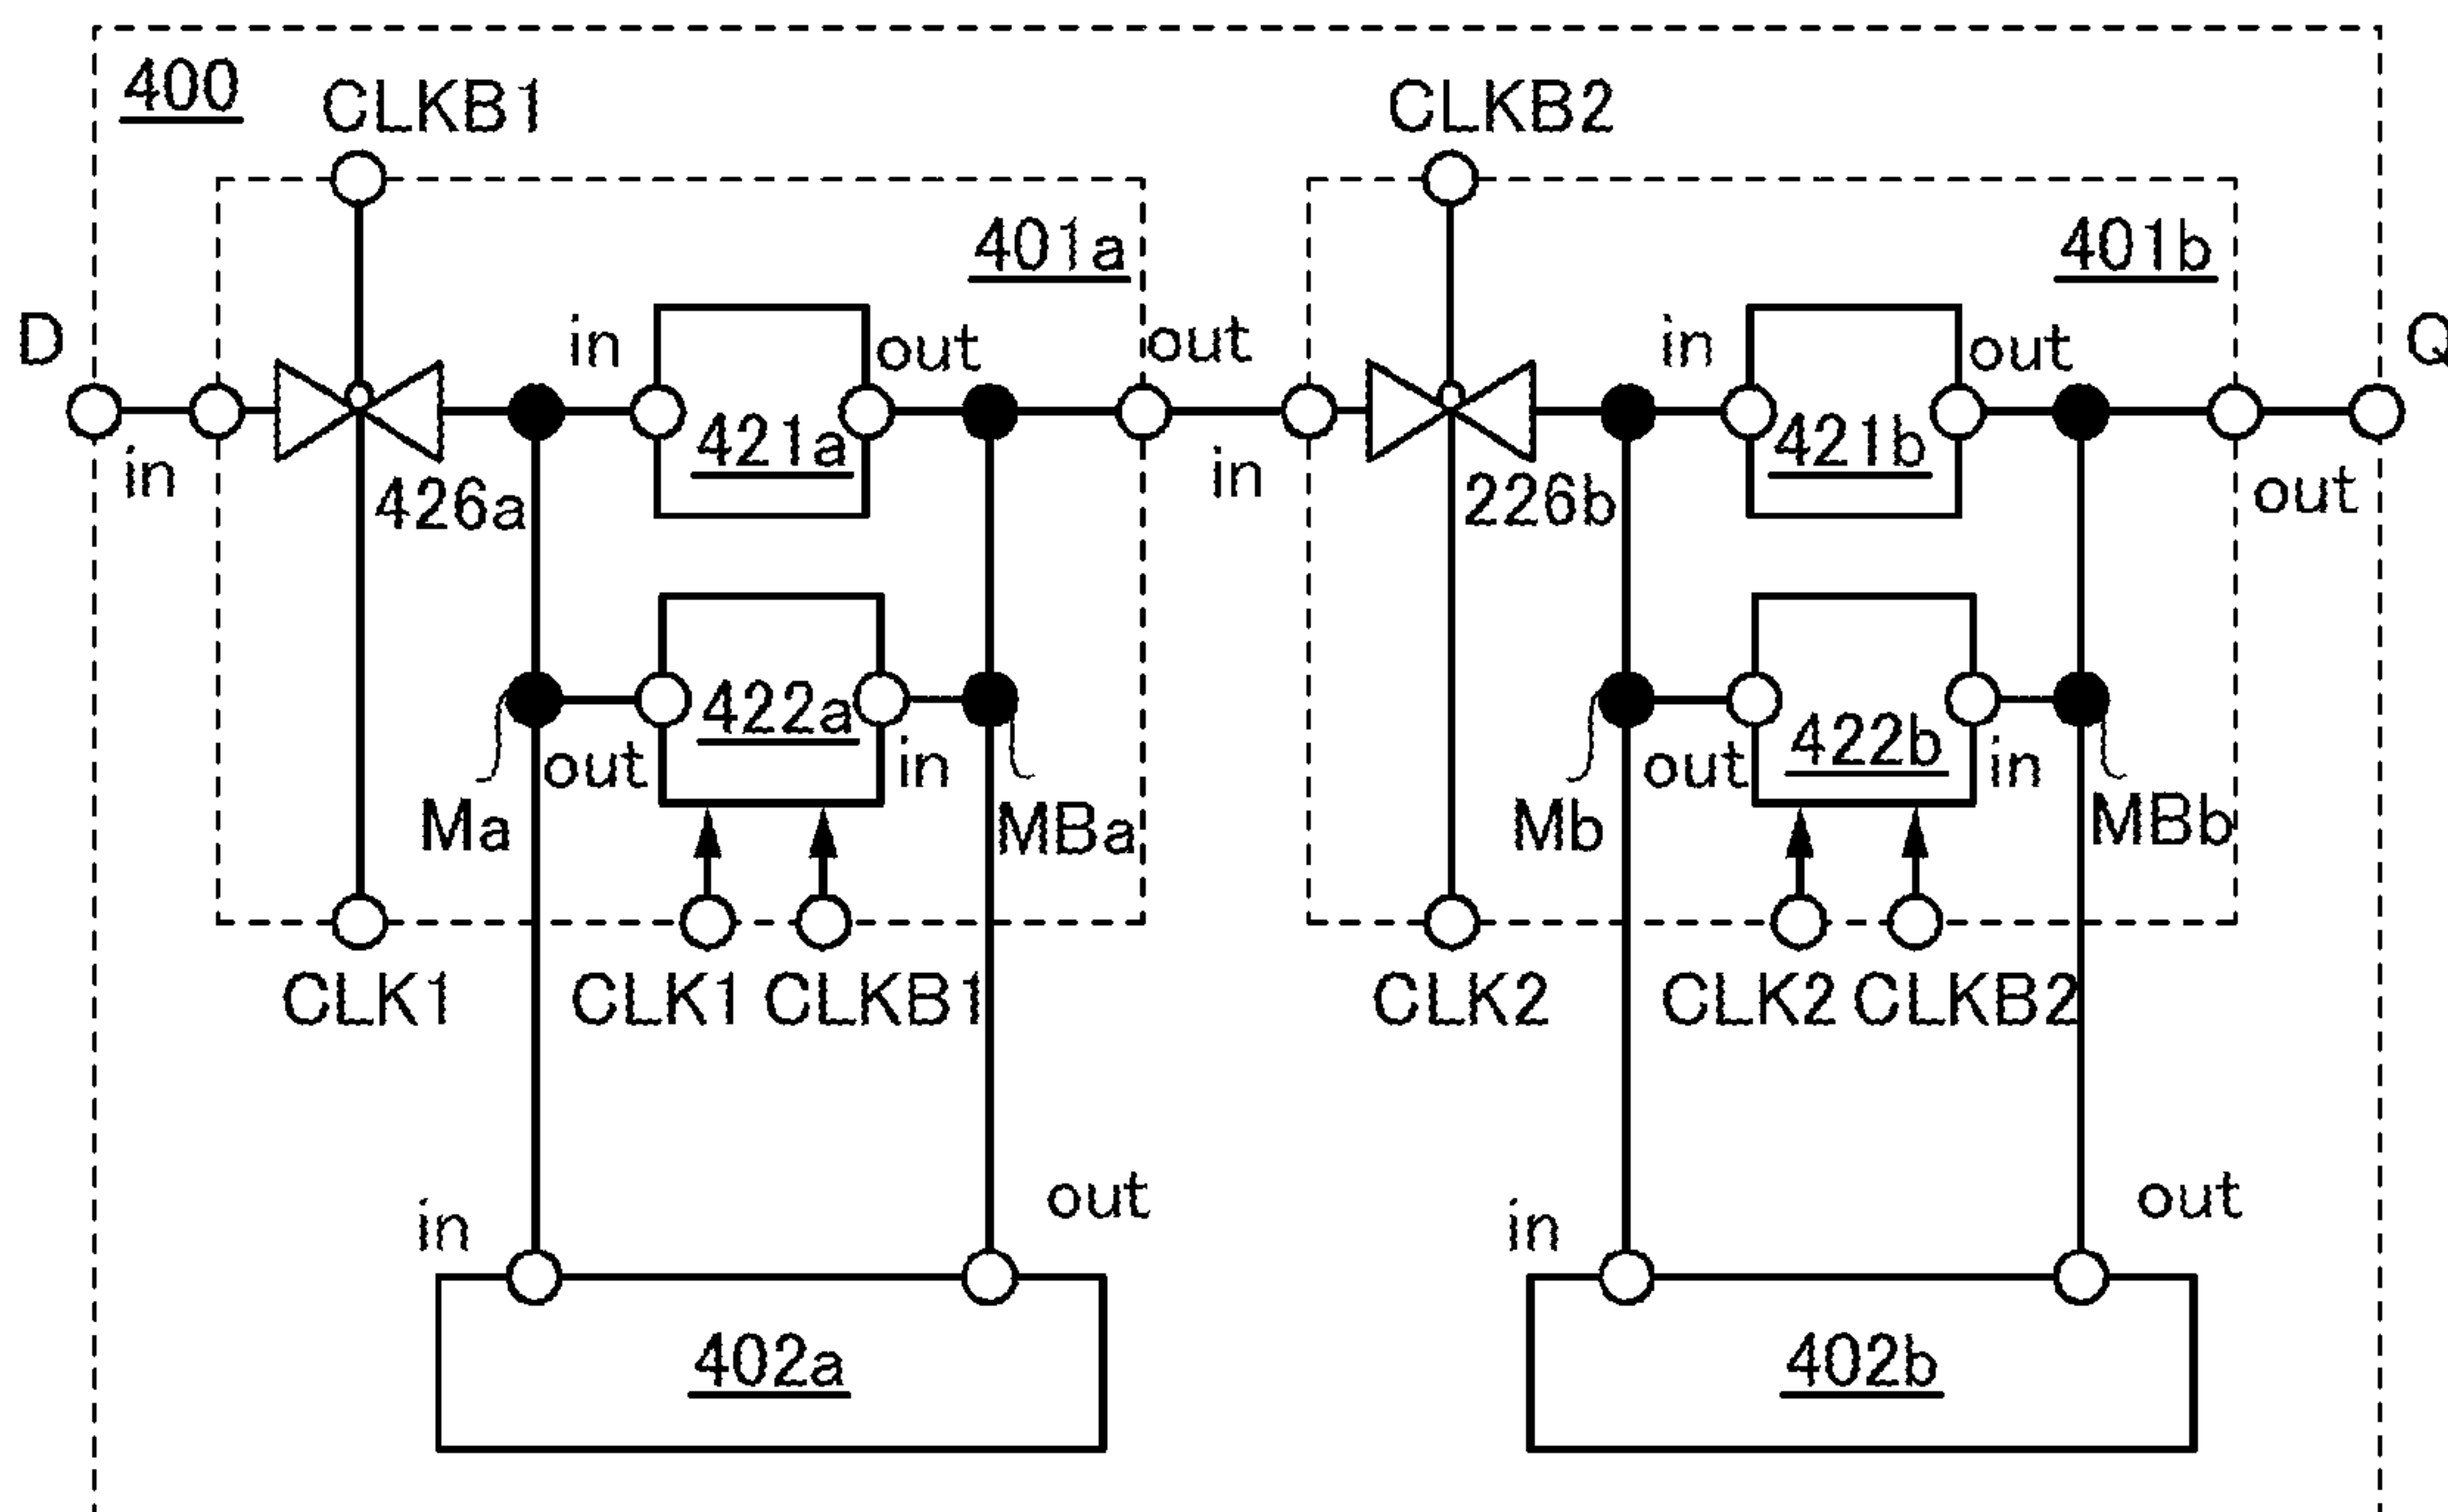 400
CLKB1
CLKB2
401a
401b
D
in
out
out
in
out
Q
421a
421b
in
426a
in
226b
out
422a
422b
out
in
out
in
Ma
MBa
Mb
MBb
CLK1
CLK1
CLKB1
CLK2
CLK2
CLKB2
in
out
in
out
402a
402b